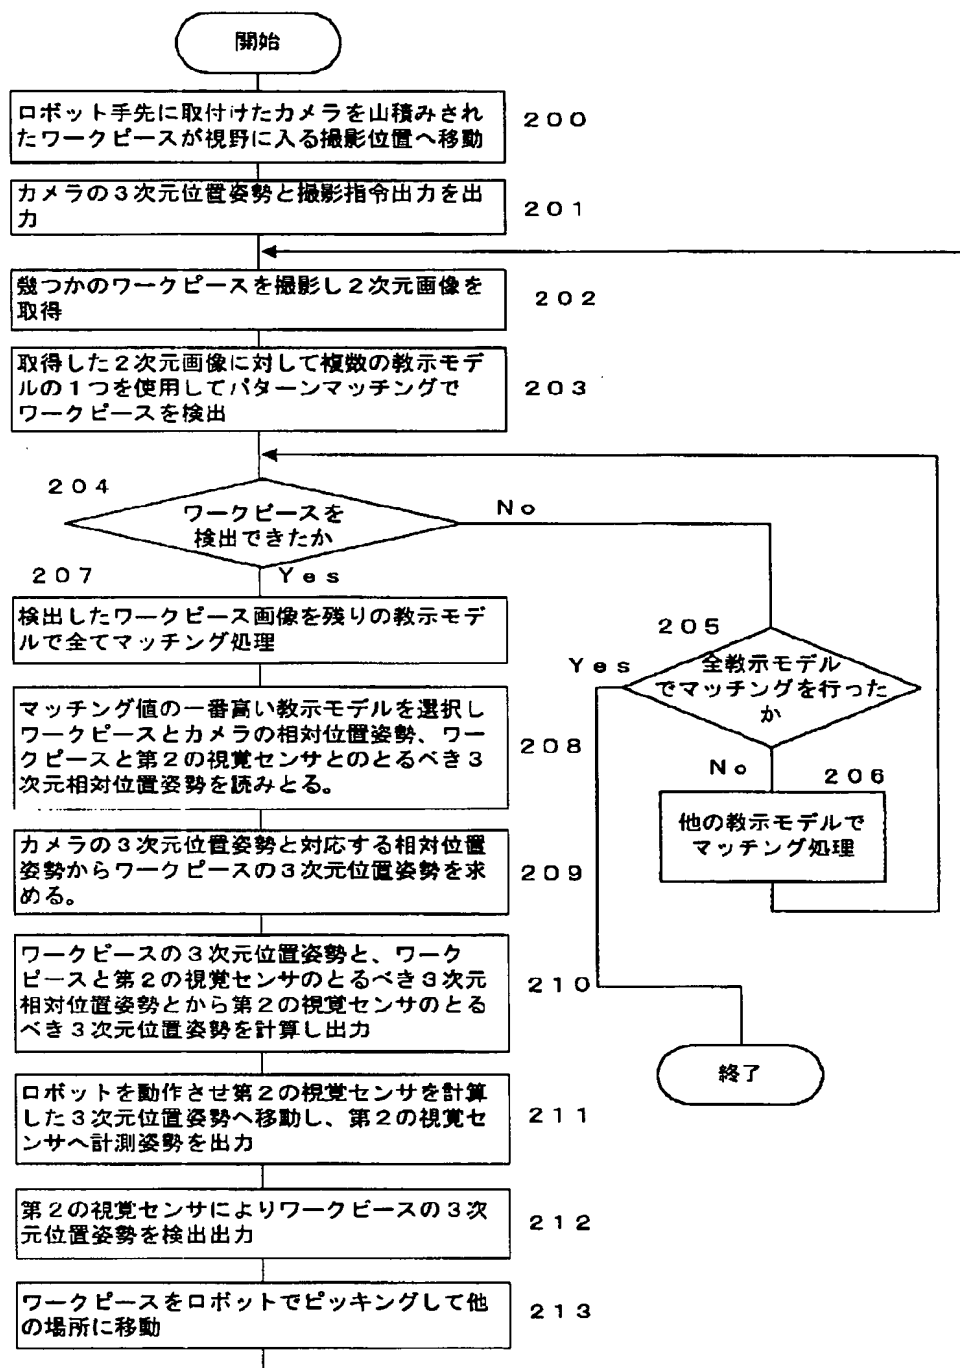 開始
ロボット手先に取付けたカメラを山積みされ
たワークピースが視野に入る撮影位置へ移動
200
カメラの3次元位置姿勢と撮影指令出力を出
力
201
幾つかのワークピースを撮影し2次元画像を
取得
202
取得した2次元画像に対して複数の教示モデ
ルの1つを使用してパターンマッチングで
ワークピースを検出
203
204
ワークピースを
検出できたか
No
Yes
205
全教示モデル
でマッチングを行った
か
Yes
No
206
他の教示モデルで
マッチング処理
終了
207
検出したワークピース画像を残りの教示モデ
ルで全てマッチング処理
マッチング値の一番高い教示モデルを選択し
ワークピースとカメラの相対位置姿勢、ワー
クピースと第2の視覚センサとのとるべき3
次元相対位置姿勢を読みとる。
208
カメラの3次元位置姿勢と対応する相対位置
姿勢からワークピースの3次元位置姿勢を求
める。
209
ワークピースの3次元位置姿勢と、ワーク
ピースと第2の視覚センサのとるべき3次元
相対位置姿勢とから第2の視覚センサのとる
べき3次元位置姿勢を計算し出力
210
ロボットを動作させ第2の視覚センサを計算
した3次元位置姿勢へ移動し、第2の視覚セ
ンサへ計測姿勢を出力
211
第2の視覚センサによりワークピースの3次
元位置姿勢を検出出力
212
ワークピースをロボットでピッキングして他
の場所に移動
213